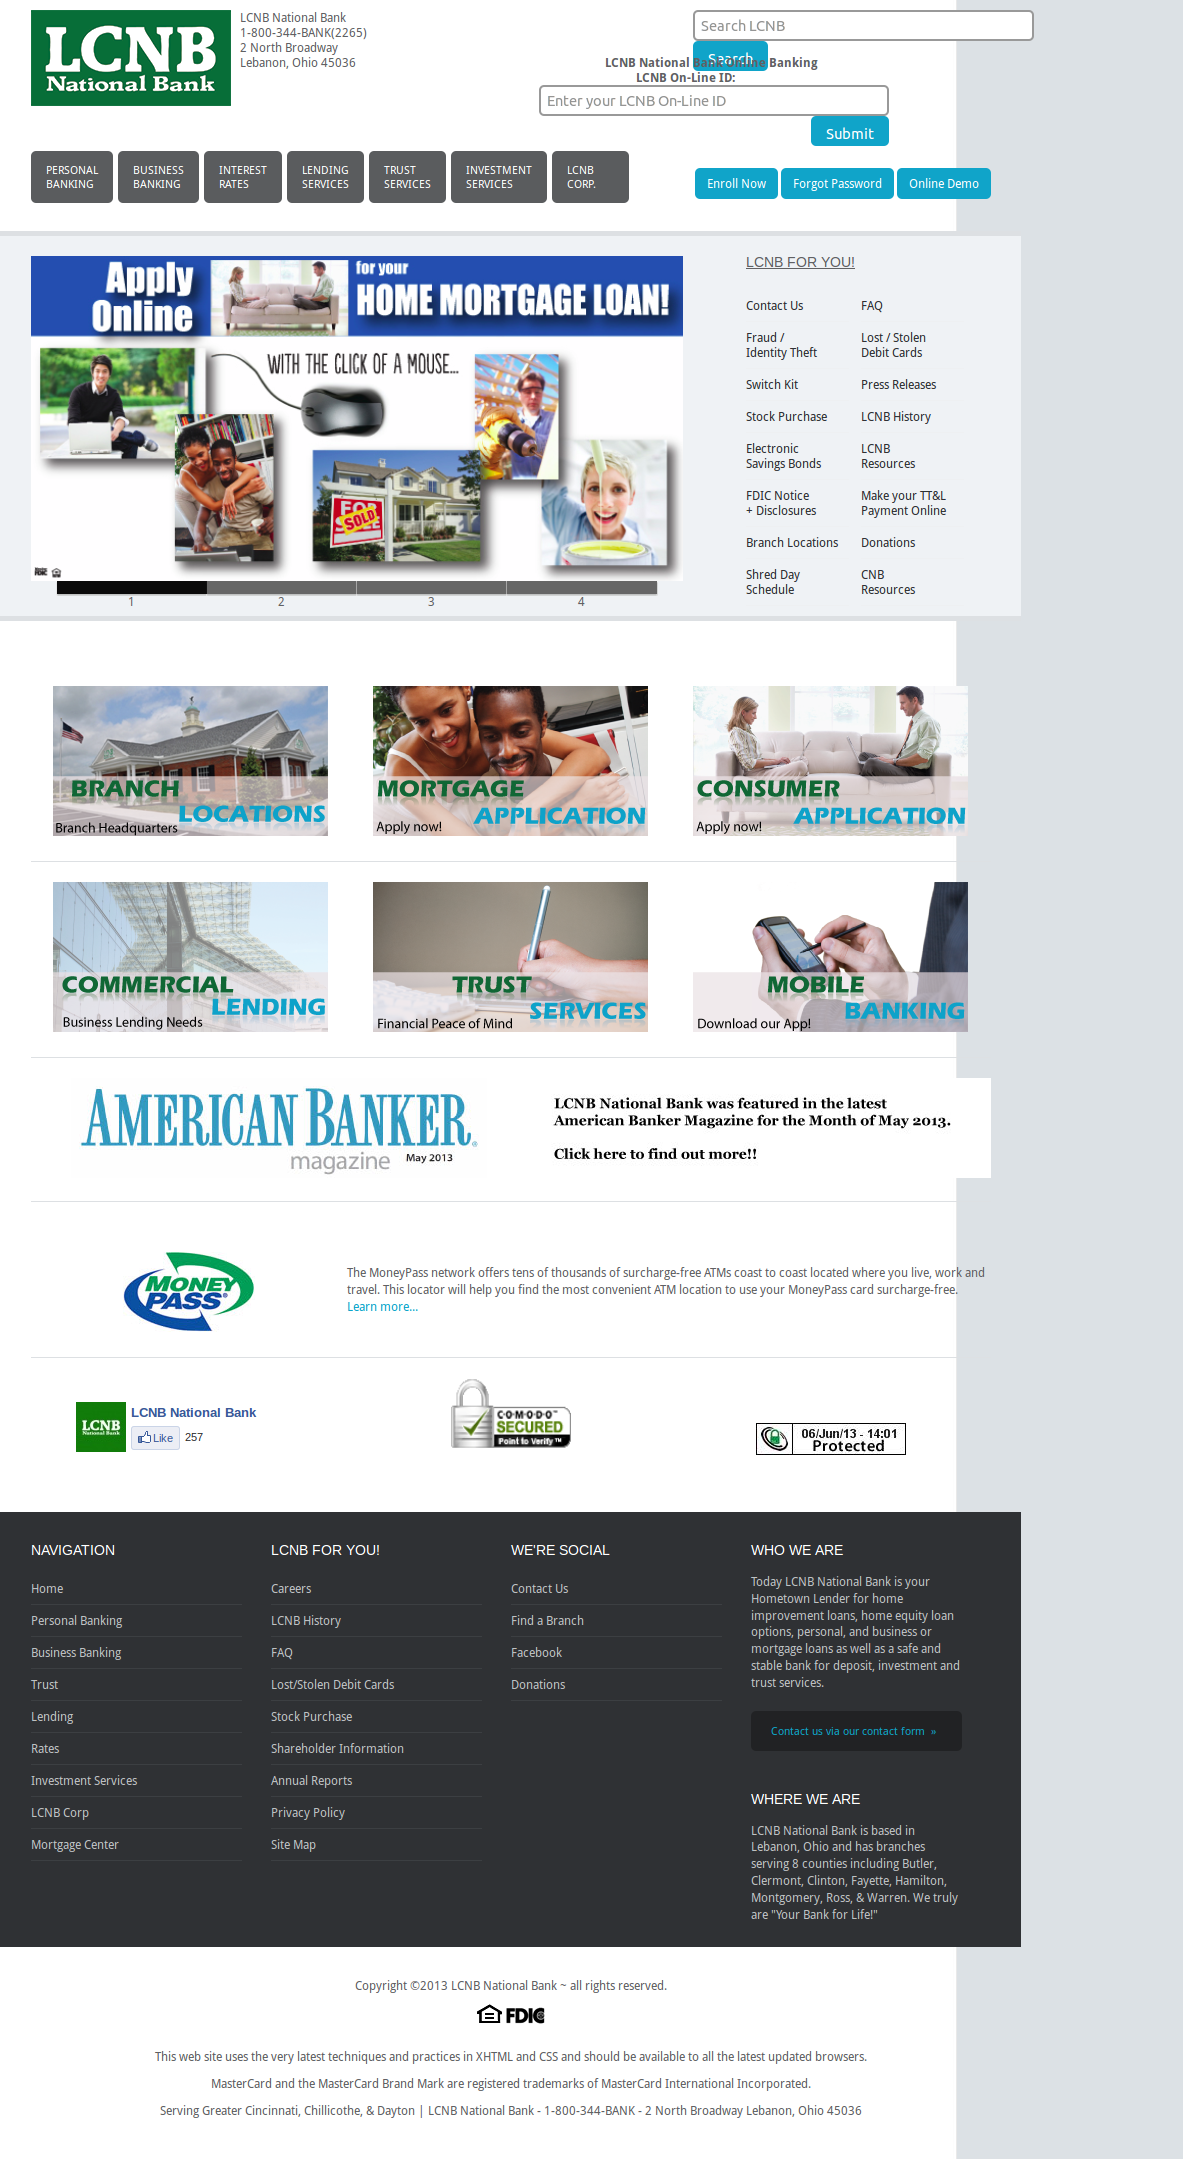 LCNB
National Bank
LCNB National Bank
1-800-344-BANK(2265)
2 North Broadway
Lebanon, Ohio 45036
Search LCNB
Search
LCNB National Bank Online Banking
LCNB On-Line ID:
Enter your LCNB On-Line ID
Submit
PERSONAL
BANKING
BUSINESS
BANKING
INTEREST
RATES
LENDING
SERVICES
TRUST
SERVICES
INVESTMENT
SERVICES
LCNB
CORP.
Enroll Now
Forgot Password
Online Demo
Apply
Online
for your
HOME MORTGAGE LOAN!
WITH THE CLICK OF A MOUSE...
FOR
SOLD
1
2
3
4
LCNB FOR YOU!
Contact Us
FAQ
Fraud /
Identity Theft
Lost / Stolen
Debit Cards
Switch Kit
Press Releases
Stock Purchase
LCNB History
Electronic
Savings Bonds
LCNB
Resources
FDIC Notice
+ Disclosures
Make your TT&L
Payment Online
Branch Locations
Donations
Shred Day
Schedule
CNB
Resources
BRANCH
LOCATIONS
Branch Headquarters
MORTGAGE
APPLICATION
Apply now!
CONSUMER
APPLICATION
Apply now!
COMMERCIAL
LENDING
Business Lending Needs
TRUST
SERVICES
Financial Peace of Mind
MOBILE
BANKING
Download our App!
AMERICAN BANKER
magazine
May 2013
LCNB National Bank was featured in the latest
American Banker Magazine for the Month of May 2013.
Click here to find out more!!
MONEY
PASS®
The MoneyPass network offers tens of thousands of surcharge-free ATMs coast to coast located where you live, work and
travel. This locator will help you find the most convenient ATM location to use your MoneyPass card surcharge-free.
Learn more...
LCNB
National Bank
LCNB National Bank
Like
257
COMODO
SECURED
Point to Verify™
06/Jun/13 - 14:01
Protected
NAVIGATION
Home
Personal Banking
Business Banking
Trust
Lending
Rates
Investment Services
LCNB Corp
Mortgage Center
LCNB FOR YOU!
Careers
LCNB History
FAQ
Lost/Stolen Debit Cards
Stock Purchase
Shareholder Information
Annual Reports
Privacy Policy
Site Map
WE'RE SOCIAL
Contact Us
Find a Branch
Facebook
Donations
WHO WE ARE
Today LCNB National Bank is your
Hometown Lender for home
improvement loans, home equity loan
options, personal, and business or
mortgage loans as well as a safe and
stable bank for deposit, investment and
trust services.
Contact us via our contact form »
WHERE WE ARE
LCNB National Bank is based in
Lebanon, Ohio and has branches
serving 8 counties including Butler,
Clermont, Clinton, Fayette, Hamilton,
Montgomery, Ross, & Warren. We truly
are "Your Bank for Life!"
Copyright ©2013 LCNB National Bank ~ all rights reserved.
FDIC
This web site uses the very latest techniques and practices in XHTML and CSS and should be available to all the latest updated browsers.
MasterCard and the MasterCard Brand Mark are registered trademarks of MasterCard International Incorporated.
Serving Greater Cincinnati, Chillicothe, & Dayton | LCNB National Bank - 1-800-344-BANK - 2 North Broadway Lebanon, Ohio 45036